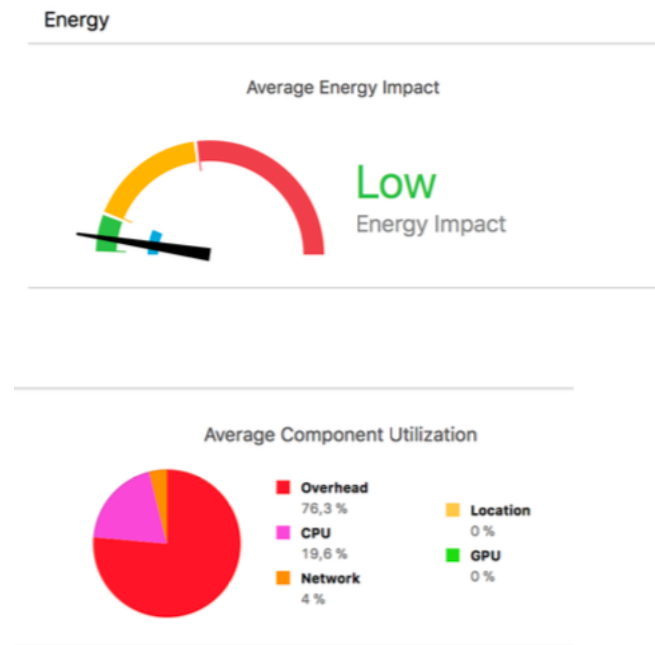 Energy
Average Energy Impact
Low
Energy Impact
Average Component Utilization
Overhead
76,3 %
CPU
19,6 %
Network
4 %
Location
0 %
GPU
0 %